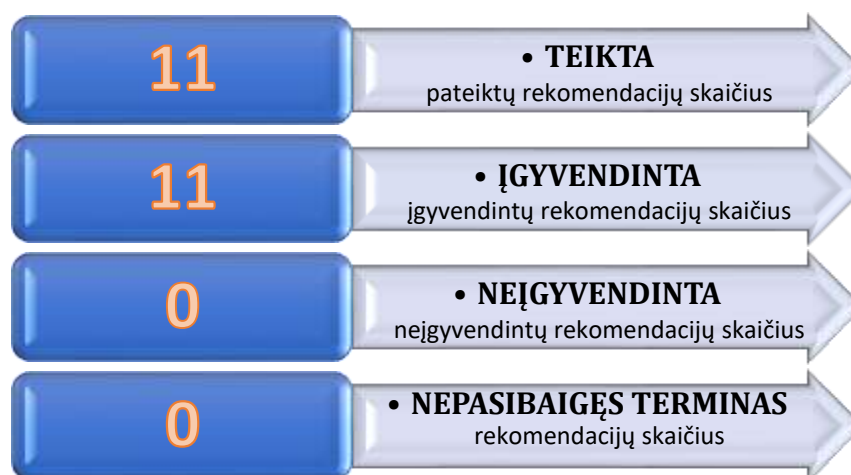 11
• TEIKTA
pateiktų rekomendacijų skaičius
11
• ĮGYVENDINTA
įgyvendintų rekomendacijų skaičius
0
• NEĮGYVENDINTA
neįgyvendintų rekomendacijų skaičius
0
• NEPASIBAIGĘS TERMINAS
rekomendacijų skaičius